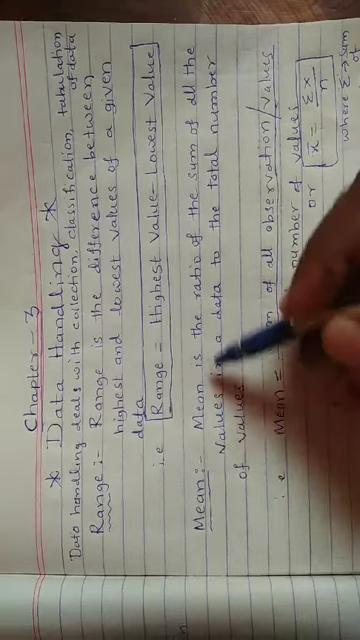 Chapter-3
* Data Handling *
Data handling deals with collection, classification, tabulation of data
Range:- Range is the difference between
highest and lowest values of a given
data
i.e Range = Highest Value - Lowest Value
Mean:- Mean is the ratio of the sum of all the
values in a data to the total number
of values
i.e Mean = of all observation/values
number of values
or x̄ = Σx/n
where Σ → sum
of